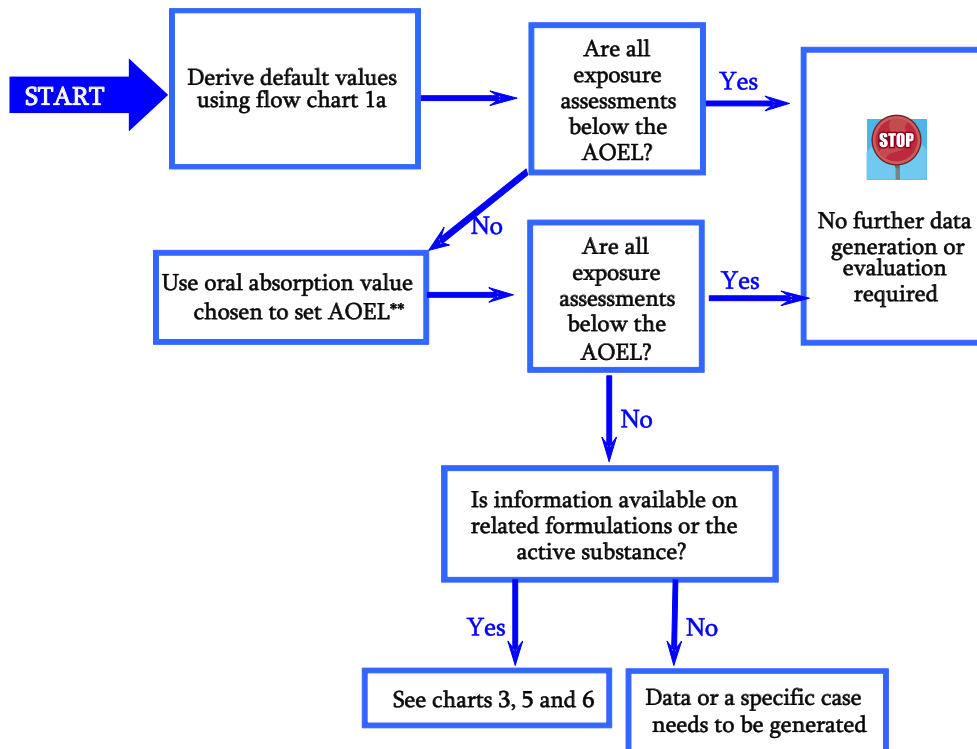 START
Derive default values
using flow chart 1a
Are all
exposure
assessments
below the
AOEL?
Yes
STOP
No further data
generation or
evaluation
required
No
Use oral absorption value
chosen to set AOEL**
Are all
exposure
assessments
below the
AOEL?
Yes
No
Is information available on
related formulations or the
active substance?
Yes
No
See charts 3, 5 and 6
Data or a specific case
needs to be generated